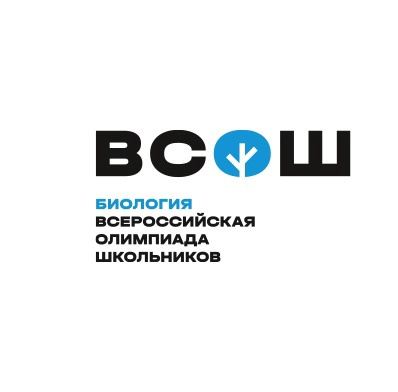 ВСОШ
БИОЛОГИЯ
ВСЕРОССИЙСКАЯ
ОЛИМПИАДА
ШКОЛЬНИКОВ